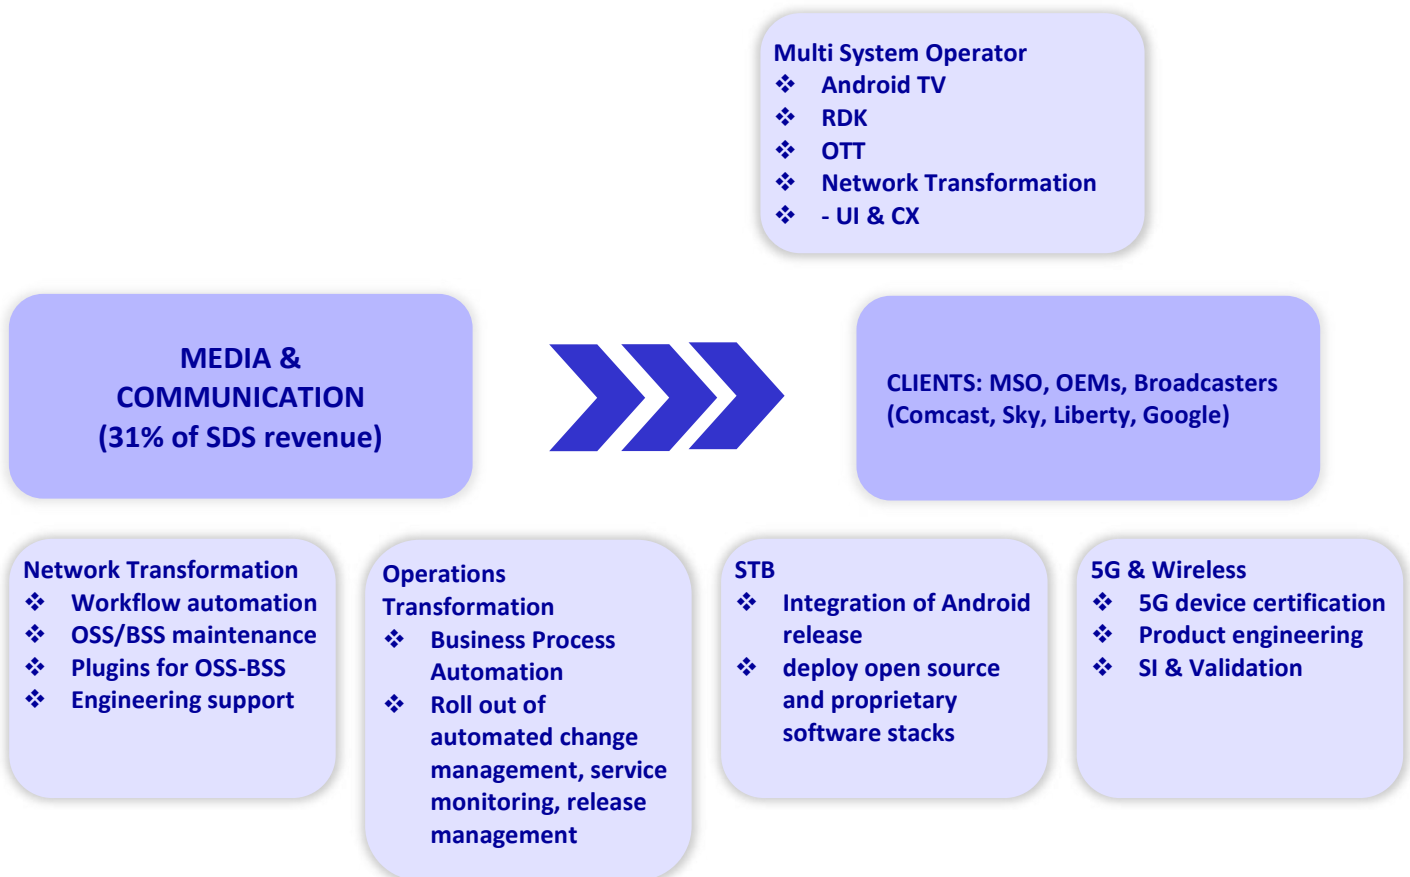 Multi System Operator
❖ Android TV
❖ RDK
❖ OTT
❖ Network Transformation
❖ - UI & CX
MEDIA &
COMMUNICATION
(31% of SDS revenue)
CLIENTS: MSO, OEMs, Broadcasters
(Comcast, Sky, Liberty, Google)
Network Transformation
❖ Workflow automation
❖ OSS/BSS maintenance
❖ Plugins for OSS-BSS
❖ Engineering support
Operations
Transformation
❖ Business Process
Automation
❖ Roll out of
automated change
management, service
monitoring, release
management
STB
❖ Integration of Android
release
❖ deploy open source
and proprietary
software stacks
5G & Wireless
❖ 5G device certification
❖ Product engineering
❖ SI & Validation